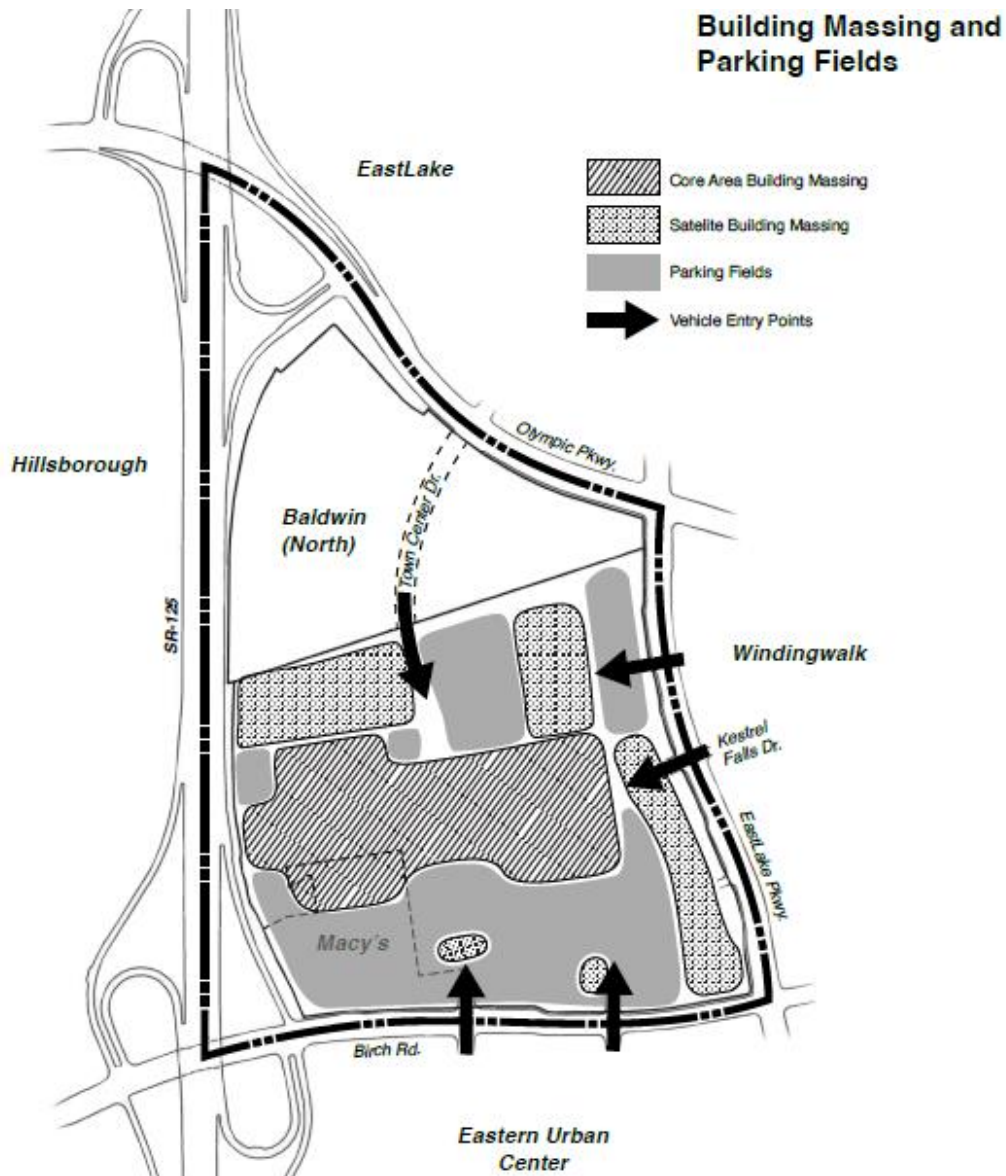 Building Massing and
Parking Fields
EastLake
Core Area Building Massing
Satelite Building Massing
Parking Fields
Vehicle Entry Points
Olympic Pkwy.
Hillsborough
Baldwin
(North)
Town Center Dr.
SR-125
Windingwalk
Kestrel
Falls Dr.
EastLake Pkwy.
Macy's
Birch Rd.
Eastern Urban
Center